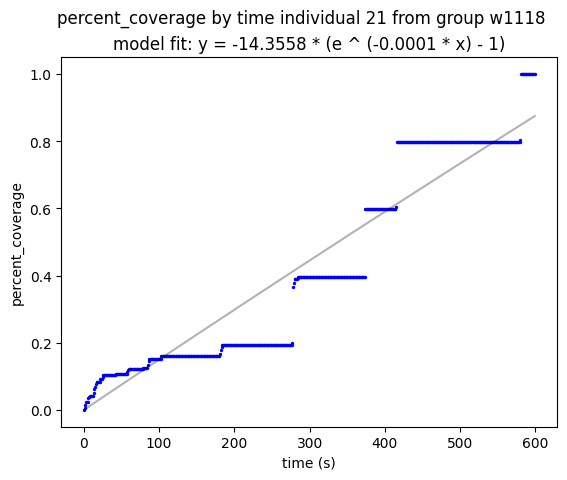 percent_coverage by time individual 21 from group w1118
model fit: y = -14.3558 * (e ^ (-0.0001 * x) - 1)
1.0
0.8
0.6
0.4
0.2
0.0
percent_coverage
0 100 200 300 400 500 600
time (s)